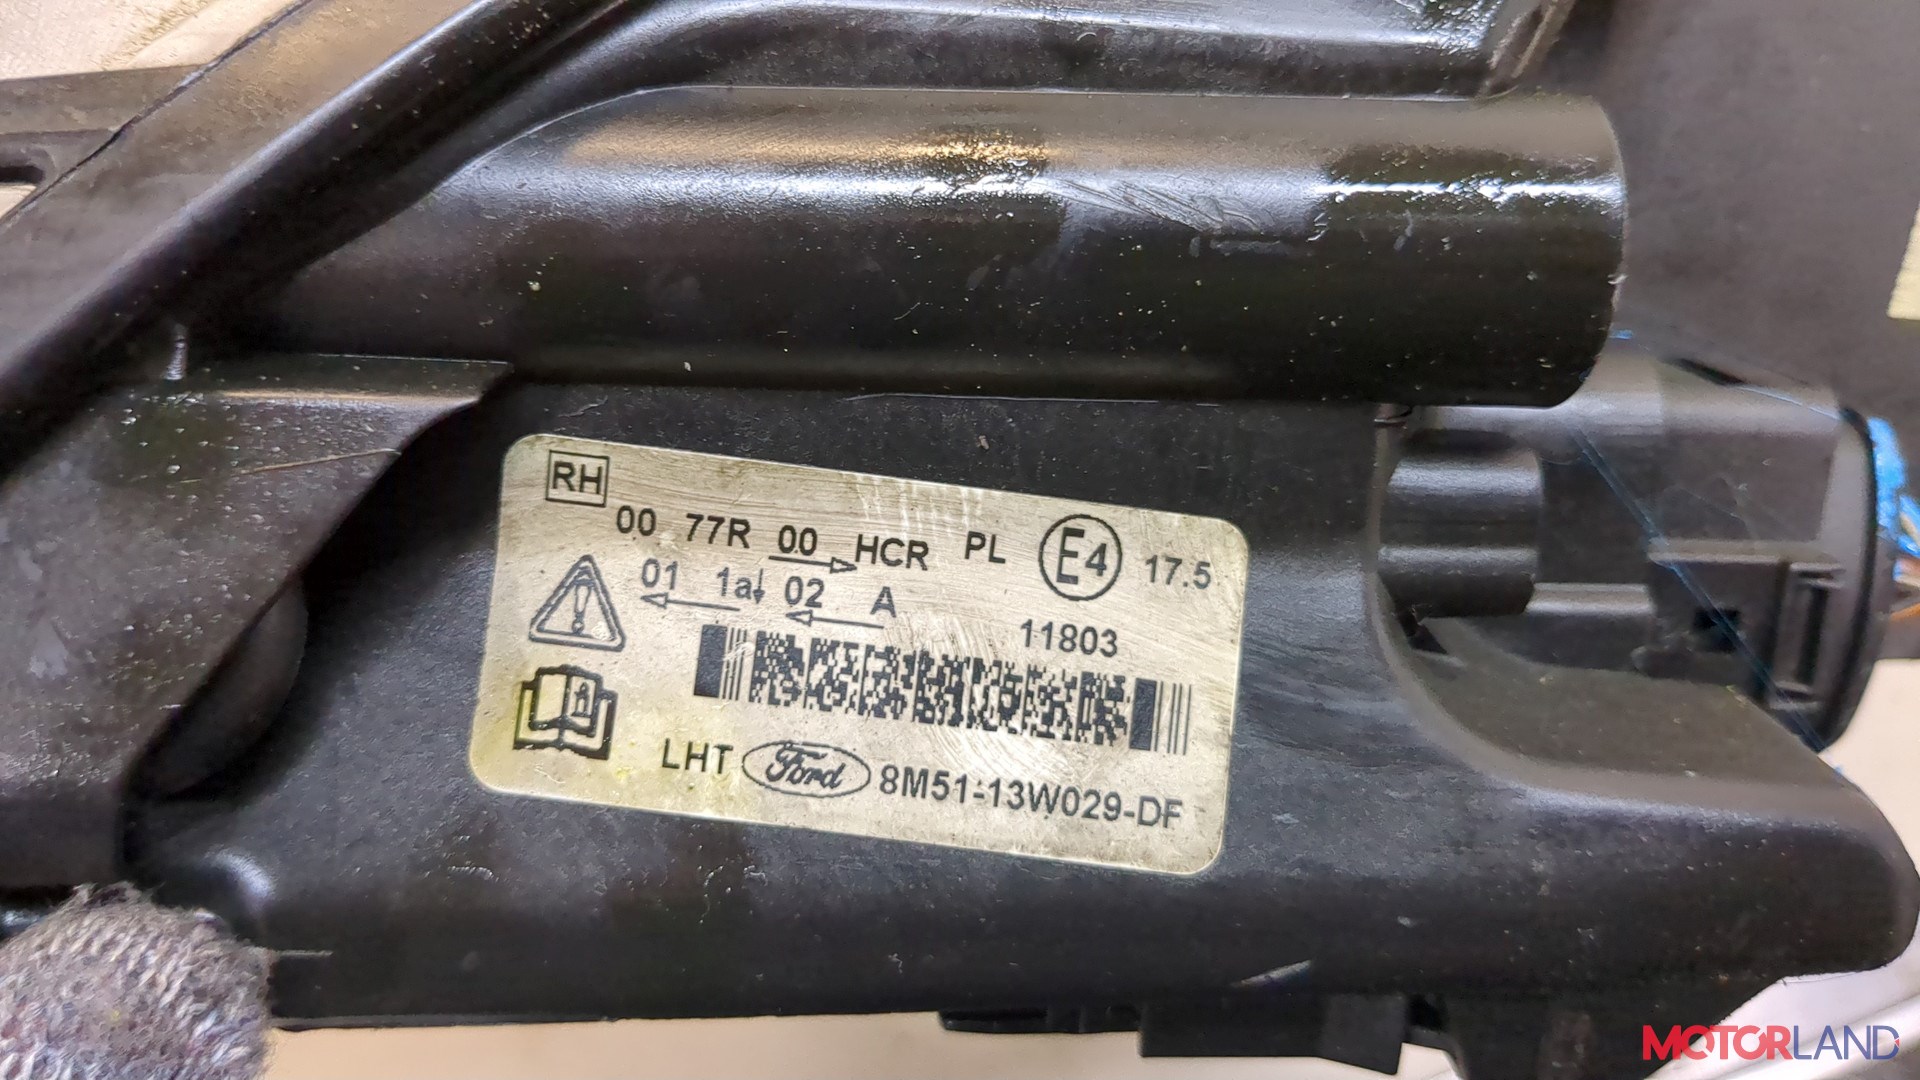 RH
00 77R 00 HCR PL E4 17.5
01 1a 02 A
11803
LHT Ford 8M51-13W029-DF
MOTORLAND